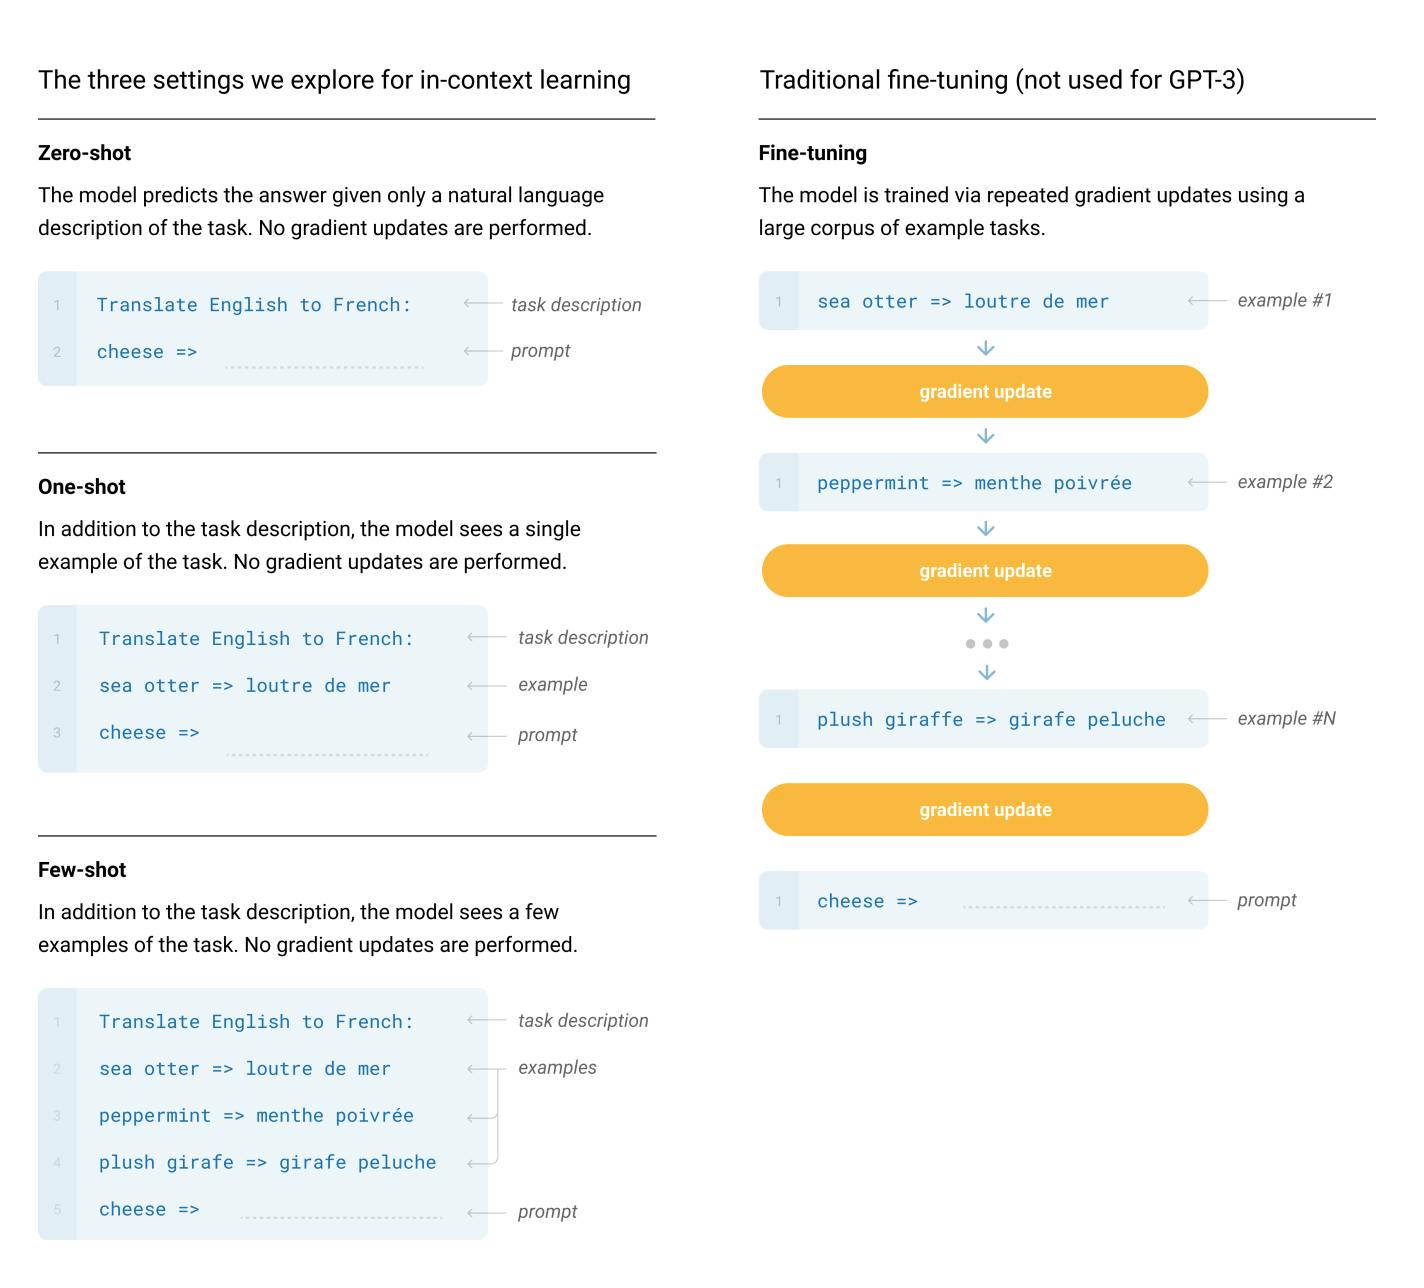 The three settings we explore for in-context learning
Zero-shot
The model predicts the answer given only a natural language
description of the task. No gradient updates are performed.
1 Translate English to French: task description
2 cheese => prompt
One-shot
In addition to the task description, the model sees a single
example of the task. No gradient updates are performed.
1 Translate English to French: task description
2 sea otter => loutre de mer example
3 cheese => prompt
Few-shot
In addition to the task description, the model sees a few
examples of the task. No gradient updates are performed.
1 Translate English to French: task description
2 sea otter => loutre de mer examples
3 peppermint => menthe poivrée
4 plush girafe => girafe peluche
5 cheese => prompt
Traditional fine-tuning (not used for GPT-3)
Fine-tuning
The model is trained via repeated gradient updates using a
large corpus of example tasks.
1 sea otter => loutre de mer example #1
gradient update
1 peppermint => menthe poivrée example #2
gradient update
1 plush giraffe => girafe peluche example #N
gradient update
1 cheese => prompt